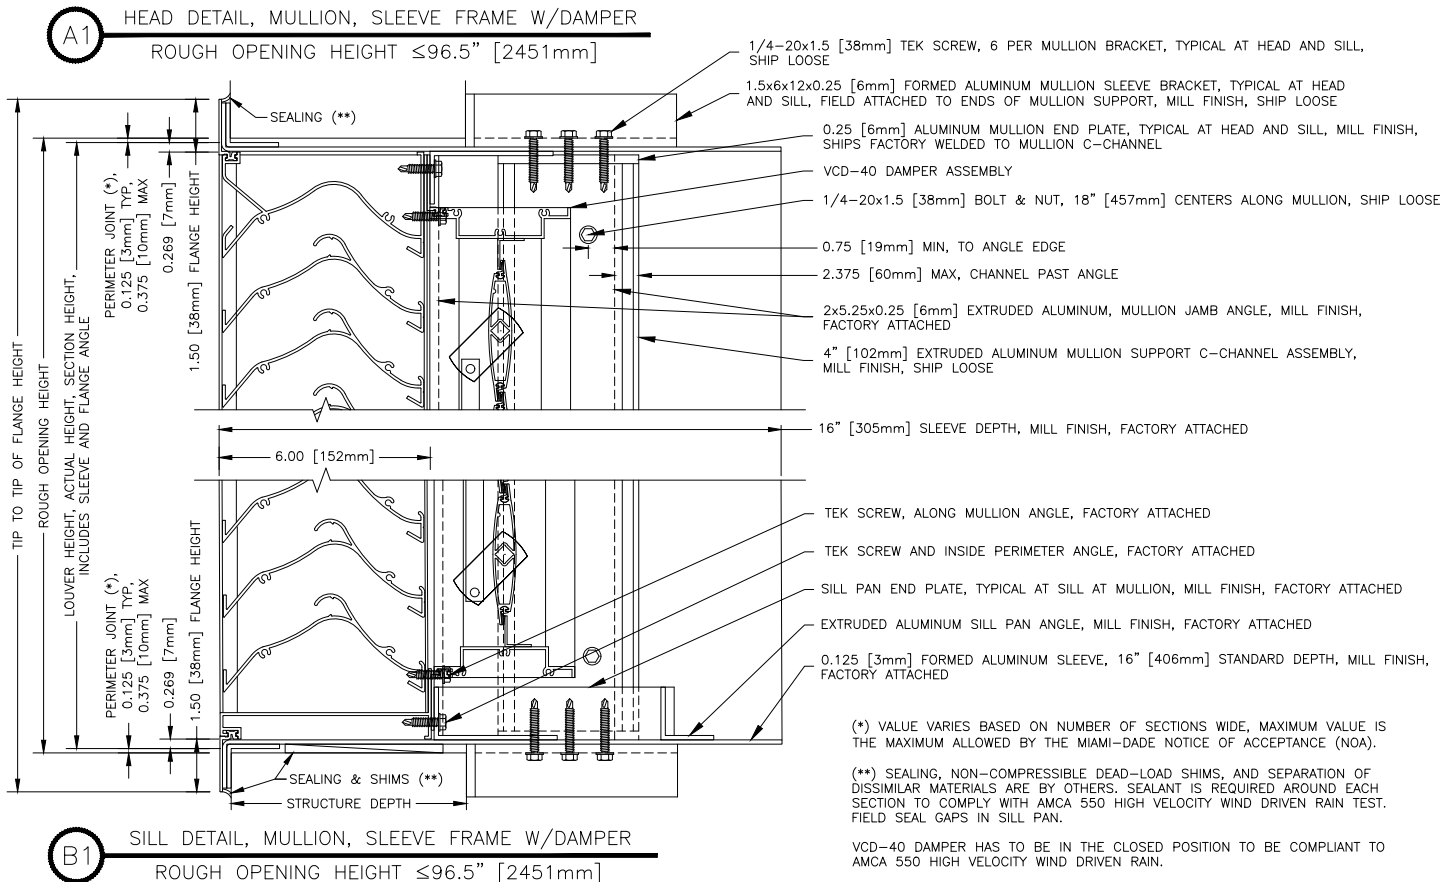 A1
HEAD DETAIL, MULLION, SLEEVE FRAME W/DAMPER
ROUGH OPENING HEIGHT ≤96.5” [2451mm]
1/4–20x1.5 [38mm] TEK SCREW, 6 PER MULLION BRACKET, TYPICAL AT HEAD AND SILL,
SHIP LOOSE
1.5x6x12x0.25 [6mm] FORMED ALUMINUM MULLION SLEEVE BRACKET, TYPICAL AT HEAD
AND SILL, FIELD ATTACHED TO ENDS OF MULLION SUPPORT, MILL FINISH, SHIP LOOSE
SEALING (**)
0.25 [6mm] ALUMINUM MULLION END PLATE, TYPICAL AT HEAD AND SILL, MILL FINISH,
SHIPS FACTORY WELDED TO MULLION C–CHANNEL
VCD–40 DAMPER ASSEMBLY
1/4–20x1.5 [38mm] BOLT & NUT, 18” [457mm] CENTERS ALONG MULLION, SHIP LOOSE
0.75 [19mm] MIN, TO ANGLE EDGE
2.375 [60mm] MAX, CHANNEL PAST ANGLE
2x5.25x0.25 [6mm] EXTRUDED ALUMINUM, MULLION JAMB ANGLE, MILL FINISH,
FACTORY ATTACHED
4” [102mm] EXTRUDED ALUMINUM MULLION SUPPORT C–CHANNEL ASSEMBLY,
MILL FINISH, SHIP LOOSE
TIP TO TIP OF FLANGE HEIGHT
ROUGH OPENING HEIGHT
LOUVER HEIGHT, ACTUAL HEIGHT, SECTION HEIGHT,
INCLUDES SLEEVE AND FLANGE ANGLE
PERIMETER JOINT (*),
0.125 [3mm] TYP,
0.375 [10mm] MAX
0.269 [7mm]
1.50 [38mm] FLANGE HEIGHT
16” [305mm] SLEEVE DEPTH, MILL FINISH, FACTORY ATTACHED
6.00 [152mm]
PERIMETER JOINT (*),
0.125 [3mm] TYP,
0.375 [10mm] MAX
0.269 [7mm]
1.50 [38mm] FLANGE HEIGHT
TEK SCREW, ALONG MULLION ANGLE, FACTORY ATTACHED
TEK SCREW AND INSIDE PERIMETER ANGLE, FACTORY ATTACHED
SILL PAN END PLATE, TYPICAL AT SILL AT MULLION, MILL FINISH, FACTORY ATTACHED
EXTRUDED ALUMINUM SILL PAN ANGLE, MILL FINISH, FACTORY ATTACHED
0.125 [3mm] FORMED ALUMINUM SLEEVE, 16” [406mm] STANDARD DEPTH, MILL FINISH,
FACTORY ATTACHED
SEALING & SHIMS (**)
STRUCTURE DEPTH
(*) VALUE VARIES BASED ON NUMBER OF SECTIONS WIDE, MAXIMUM VALUE IS
THE MAXIMUM ALLOWED BY THE MIAMI–DADE NOTICE OF ACCEPTANCE (NOA).
(**) SEALING, NON–COMPRESSIBLE DEAD–LOAD SHIMS, AND SEPARATION OF
DISSIMILAR MATERIALS ARE BY OTHERS. SEALANT IS REQUIRED AROUND EACH
SECTION TO COMPLY WITH AMCA 550 HIGH VELOCITY WIND DRIVEN RAIN TEST.
FIELD SEAL GAPS IN SILL PAN.
VCD–40 DAMPER HAS TO BE IN THE CLOSED POSITION TO BE COMPLIANT TO
AMCA 550 HIGH VELOCITY WIND DRIVEN RAIN.
B1
SILL DETAIL, MULLION, SLEEVE FRAME W/DAMPER
ROUGH OPENING HEIGHT ≤96.5” [2451mm]